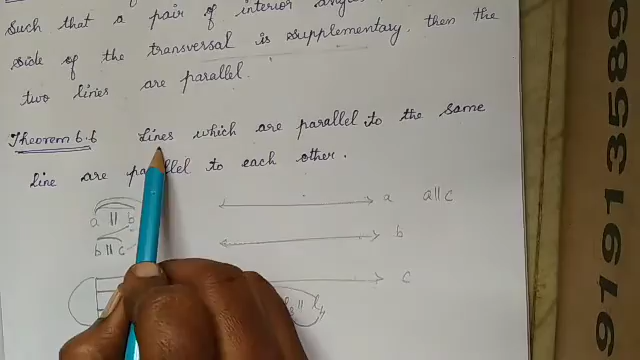 such that a pair of interior angles
side of the transversal is supplementary, then the
two lines are parallel.
Theorem 6.6 Lines which are parallel to the same
line are parallel to each other.
a || b a a||c
b || c b
c